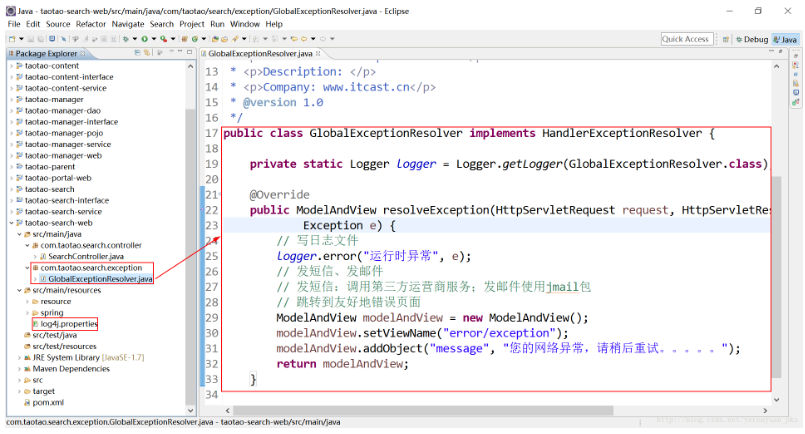 Java - taotao-search-web/src/main/java/com/taotao/search/exception/GlobalExceptionResolver.java - Eclipse
File Edit Source Refactor Navigate Search Project Run Window Help
Quick Access Debug Java
Package Explorer
taotao-content
taotao-content-interface
taotao-content-service
taotao-manager
taotao-manager-dao
taotao-manager-interface
taotao-manager-pojo
taotao-manager-service
taotao-manager-web
taotao-parent
taotao-portal-web
taotao-search
taotao-search-interface
taotao-search-service
taotao-search-web
src/main/java
com.taotao.search.controller
SearchController.java
com.taotao.search.exception
GlobalExceptionResolver.java
src/main/resources
resource
spring
log4j.properties
src/test/java
src/test/resources
JRE System Library [JavaSE-1.7]
Maven Dependencies
src
target
pom.xml
GlobalExceptionResolver.java
13 * <p>Description: </p>
14 * <p>Company: www.itcast.cn</p>
15 * @version 1.0
16 */
17 public class GlobalExceptionResolver implements HandlerExceptionResolver {
18
19 private static Logger logger = Logger.getLogger(GlobalExceptionResolver.class)
20
21 @Override
22 public ModelAndView resolveException(HttpServletRequest request, HttpServletRes
23 Exception e) {
24 // 写日志文件
25 logger.error("运行时异常", e);
26 // 发短信、发邮件
27 // 发短信：调用第三方运营商服务；发邮件使用jmail包
28 // 跳转到友好地错误页面
29 ModelAndView modelAndView = new ModelAndView();
30 modelAndView.setViewName("error/exception");
31 modelAndView.addObject("message", "您的网络异常，请稍后重试。。。。。");
32 return modelAndView;
33 }
34
com.taotao.search.exception.GlobalExceptionResolver.java - taotao-search-web/src/main/java